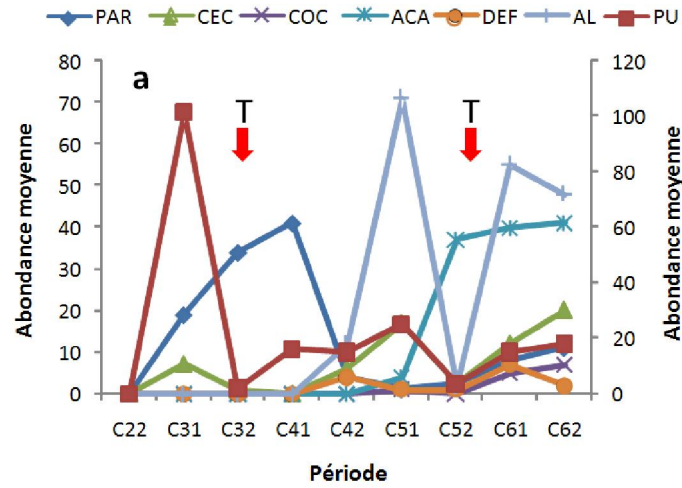 PAR CEC COC ACA DEF AL PU
a
T T
80 120
70
100
60
80
50
40 60
30
40
20
20
10
0 0
C22 C31 C32 C41 C42 C51 C52 C61 C62
Abondance moyenne
Abondance moyenne
Période